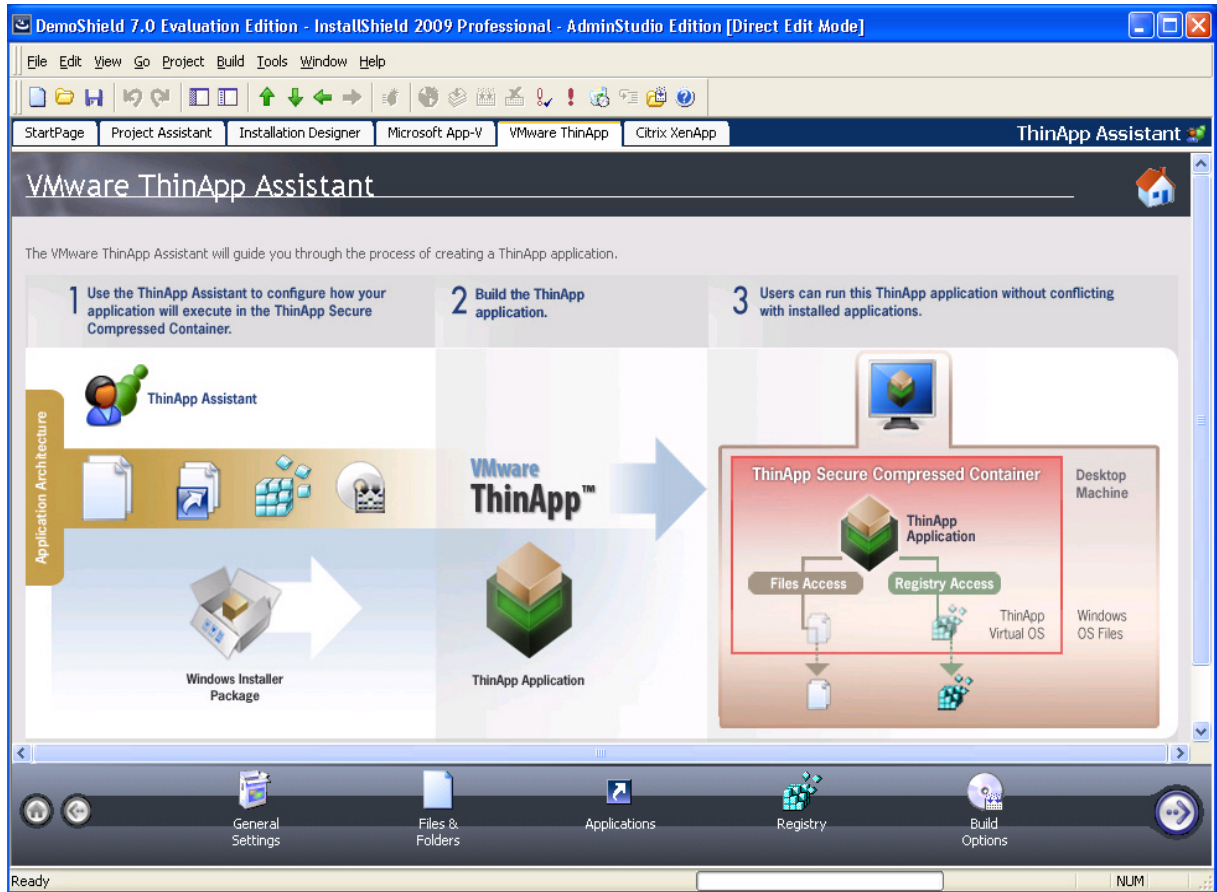 DemoShield 7.0 Evaluation Edition - InstallShield 2009 Professional - AdminStudio Edition [Direct Edit Mode]
File Edit View Go Project Build Tools Window Help
StartPage Project Assistant Installation Designer Microsoft App-V VMware ThinApp Citrix XenApp ThinApp Assistant
VMware ThinApp Assistant
The VMware ThinApp Assistant will guide you through the process of creating a ThinApp application.
1 Use the ThinApp Assistant to configure how your
application will execute in the ThinApp Secure
Compressed Container.
2 Build the ThinApp
application.
3 Users can run this ThinApp application without conflicting
with installed applications.
Application Architecture
ThinApp Assistant
VMware
ThinApp™
Windows Installer
Package
ThinApp Application
ThinApp Secure Compressed Container
Desktop
Machine
ThinApp
Application
Files Access
Registry Access
ThinApp
Virtual OS
Windows
OS Files
General
Settings
Files &
Folders
Applications
Registry
Build
Options
Ready
NUM